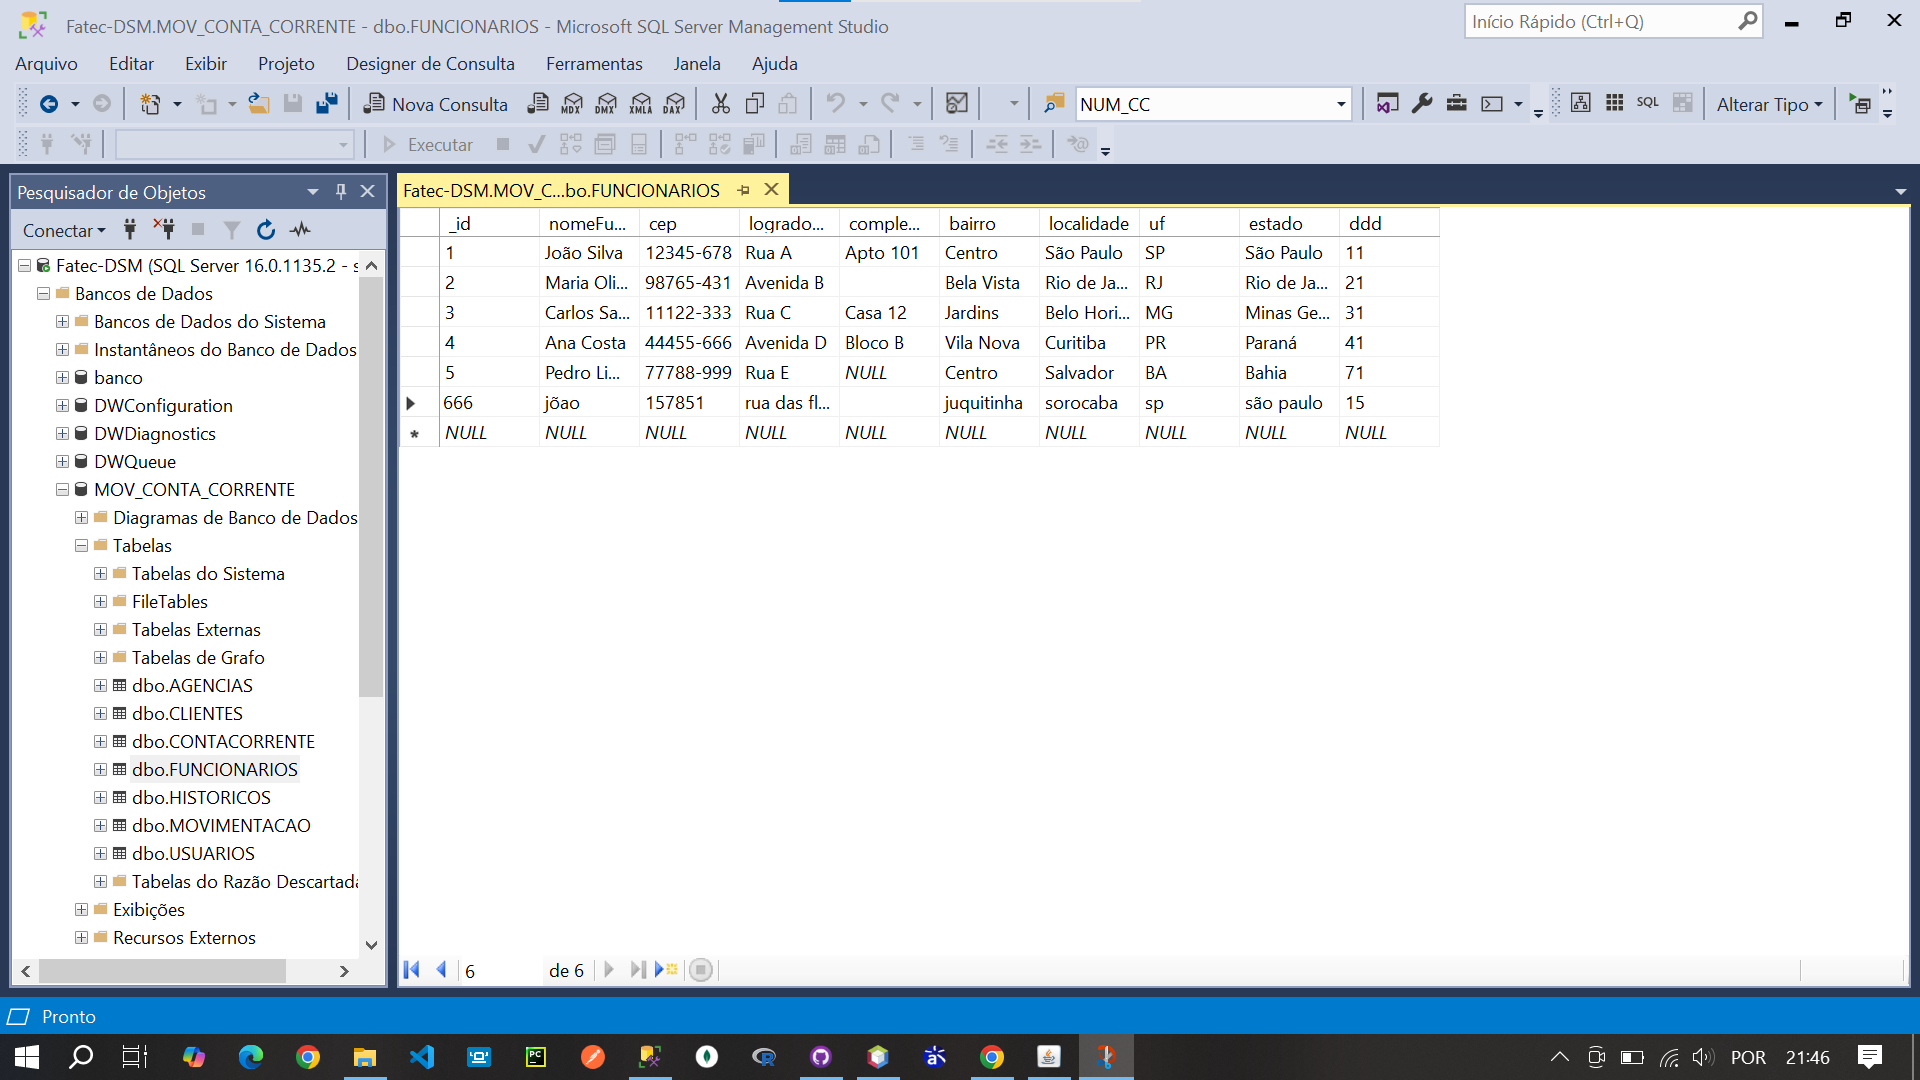 Fatec-DSM.MOV_CONTA_CORRENTE - dbo.FUNCIONARIOS - Microsoft SQL Server Management Studio
Início Rápido (Ctrl+Q)
Arquivo Editar Exibir Projeto Designer de Consulta Ferramentas Janela Ajuda
Nova Consulta MDX DMX XMLA DAX NUM_CC SQL Alterar Tipo
Executar
Pesquisador de Objetos
Conectar
Fatec-DSM (SQL Server 16.0.1135.2 - s
Bancos de Dados
Bancos de Dados do Sistema
Instantâneos do Banco de Dados
banco
DWConfiguration
DWDiagnostics
DWQueue
MOV_CONTA_CORRENTE
Diagramas de Banco de Dados
Tabelas
Tabelas do Sistema
FileTables
Tabelas Externas
Tabelas de Grafo
dbo.AGENCIAS
dbo.CLIENTES
dbo.CONTACORRENTE
dbo.FUNCIONARIOS
dbo.HISTORICOS
dbo.MOVIMENTACAO
dbo.USUARIOS
Tabelas do Razão Descartada
Exibições
Recursos Externos
Fatec-DSM.MOV_C...bo.FUNCIONARIOS
_id nomeFu... cep logrado... comple... bairro localidade uf estado ddd
1 João Silva 12345-678 Rua A Apto 101 Centro São Paulo SP São Paulo 11
2 Maria Oli... 98765-431 Avenida B Bela Vista Rio de Ja... RJ Rio de Ja... 21
3 Carlos Sa... 11122-333 Rua C Casa 12 Jardins Belo Hori... MG Minas Ge... 31
4 Ana Costa 44455-666 Avenida D Bloco B Vila Nova Curitiba PR Paraná 41
5 Pedro Li... 77788-999 Rua E NULL Centro Salvador BA Bahia 71
666 jõao 157851 rua das fl... juquitinha sorocaba sp são paulo 15
NULL NULL NULL NULL NULL NULL NULL NULL NULL NULL
6 de 6
Pronto
PC
POR 21:46